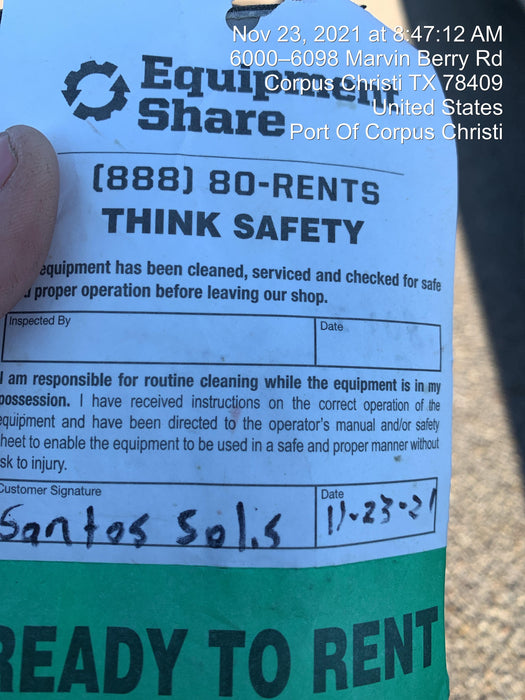 Nov 23, 2021 at 8:47:12 AM
6000–6098 Marvin Berry Rd
Corpus Christi TX 78409
United States
Port Of Corpus Christi
Equipment
Share
(888) 80-RENTS
THINK SAFETY
equipment has been cleaned, serviced and checked for safe
proper operation before leaving our shop.
Inspected By
Date
I am responsible for routine cleaning while the equipment is in my
possession. I have received instructions on the correct operation of the
equipment and have been directed to the operator's manual and/or safety
heet to enable the equipment to be used in a safe and proper manner without
sk to injury.
Customer Signature
Date
Santos Solis
11-23-21
READY TO RENT